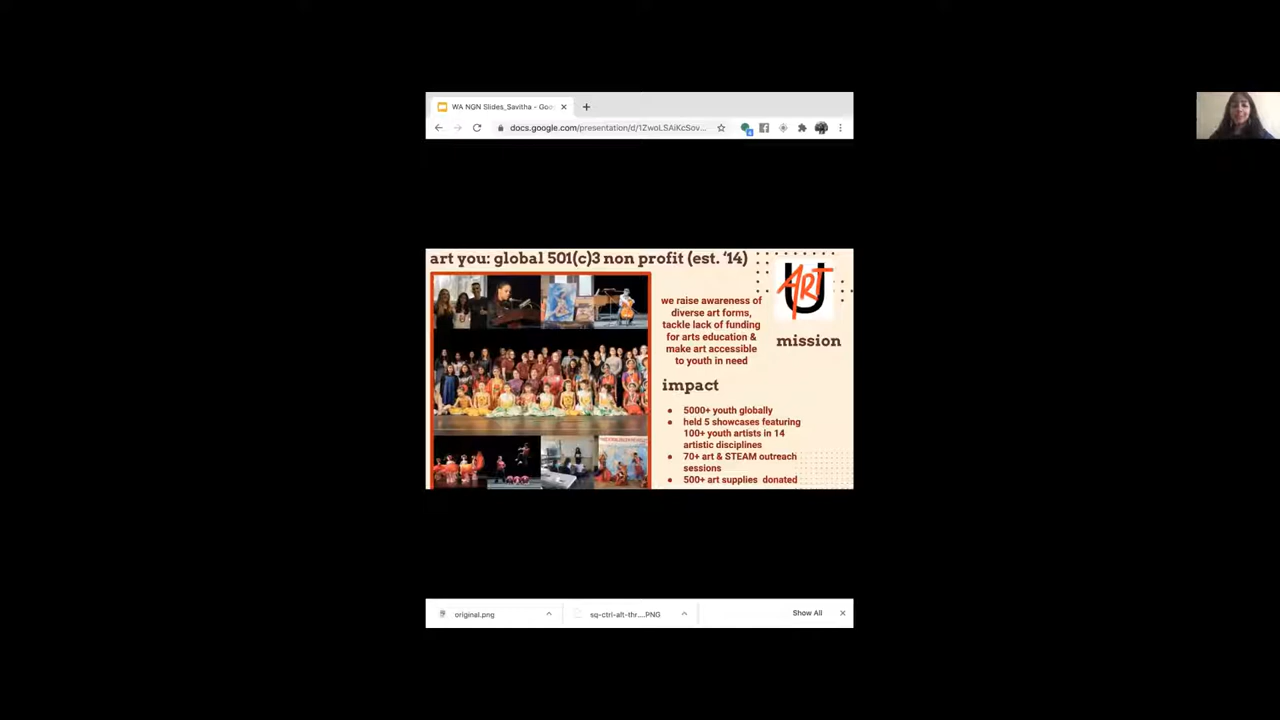 WA NGN Slides_Savitha - Goo
docs.google.com/presentation/d/1ZwoLSAiKcSov...
art you: global 501(c)3 non profit (est. ‘14)
ART
U
we raise awareness of
diverse art forms,
tackle lack of funding
for arts education &
make art accessible
to youth in need
mission
impact
● 5000+ youth globally
● held 5 showcases featuring
100+ youth artists in 14
artistic disciplines
● 70+ art & STEAM outreach
sessions
● 500+ art supplies donated
original.png
sq-ctrl-alt-thr....PNG
Show All